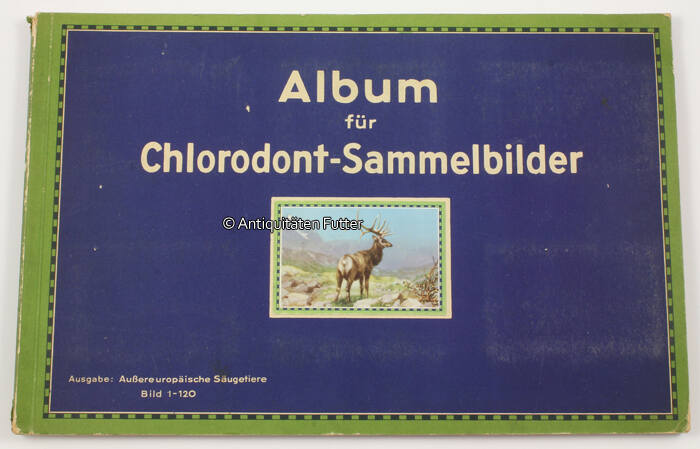 Album
für
Chlorodont-Sammelbilder
© Antiquitäten Futter
Ausgabe: Außereuropäische Säugetiere
Bild 1-120